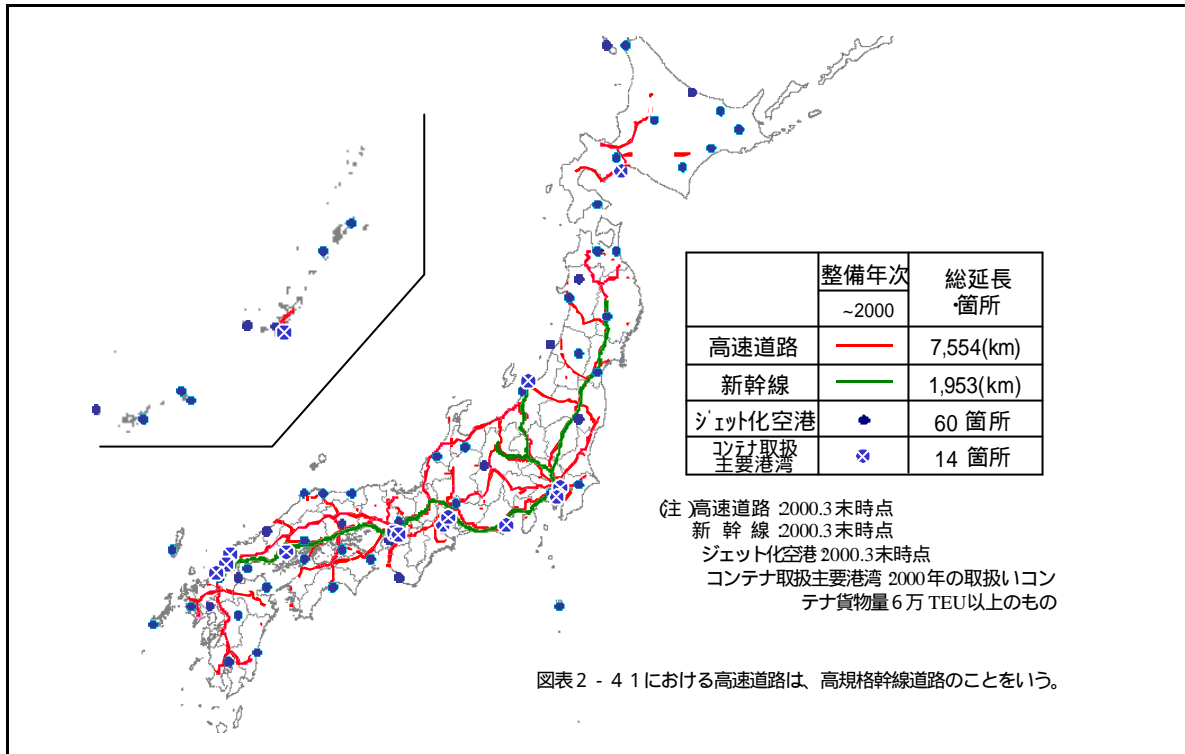 整備年次
総延長
・箇所
~2000
高速道路
7,554(km)
新幹線
1,953(km)
ジェット化空港
60 箇所
コンテナ取扱
主要港湾
14 箇所
(注)高速道路 2000.3末時点
新 幹 線 2000.3末時点
ジェット化空港 2000.3末時点
コンテナ取扱主要港湾 2000年の取扱いコン
テナ貨物量6万TEU以上のもの
図表2-41における高速道路は、高規格幹線道路のことをいう。